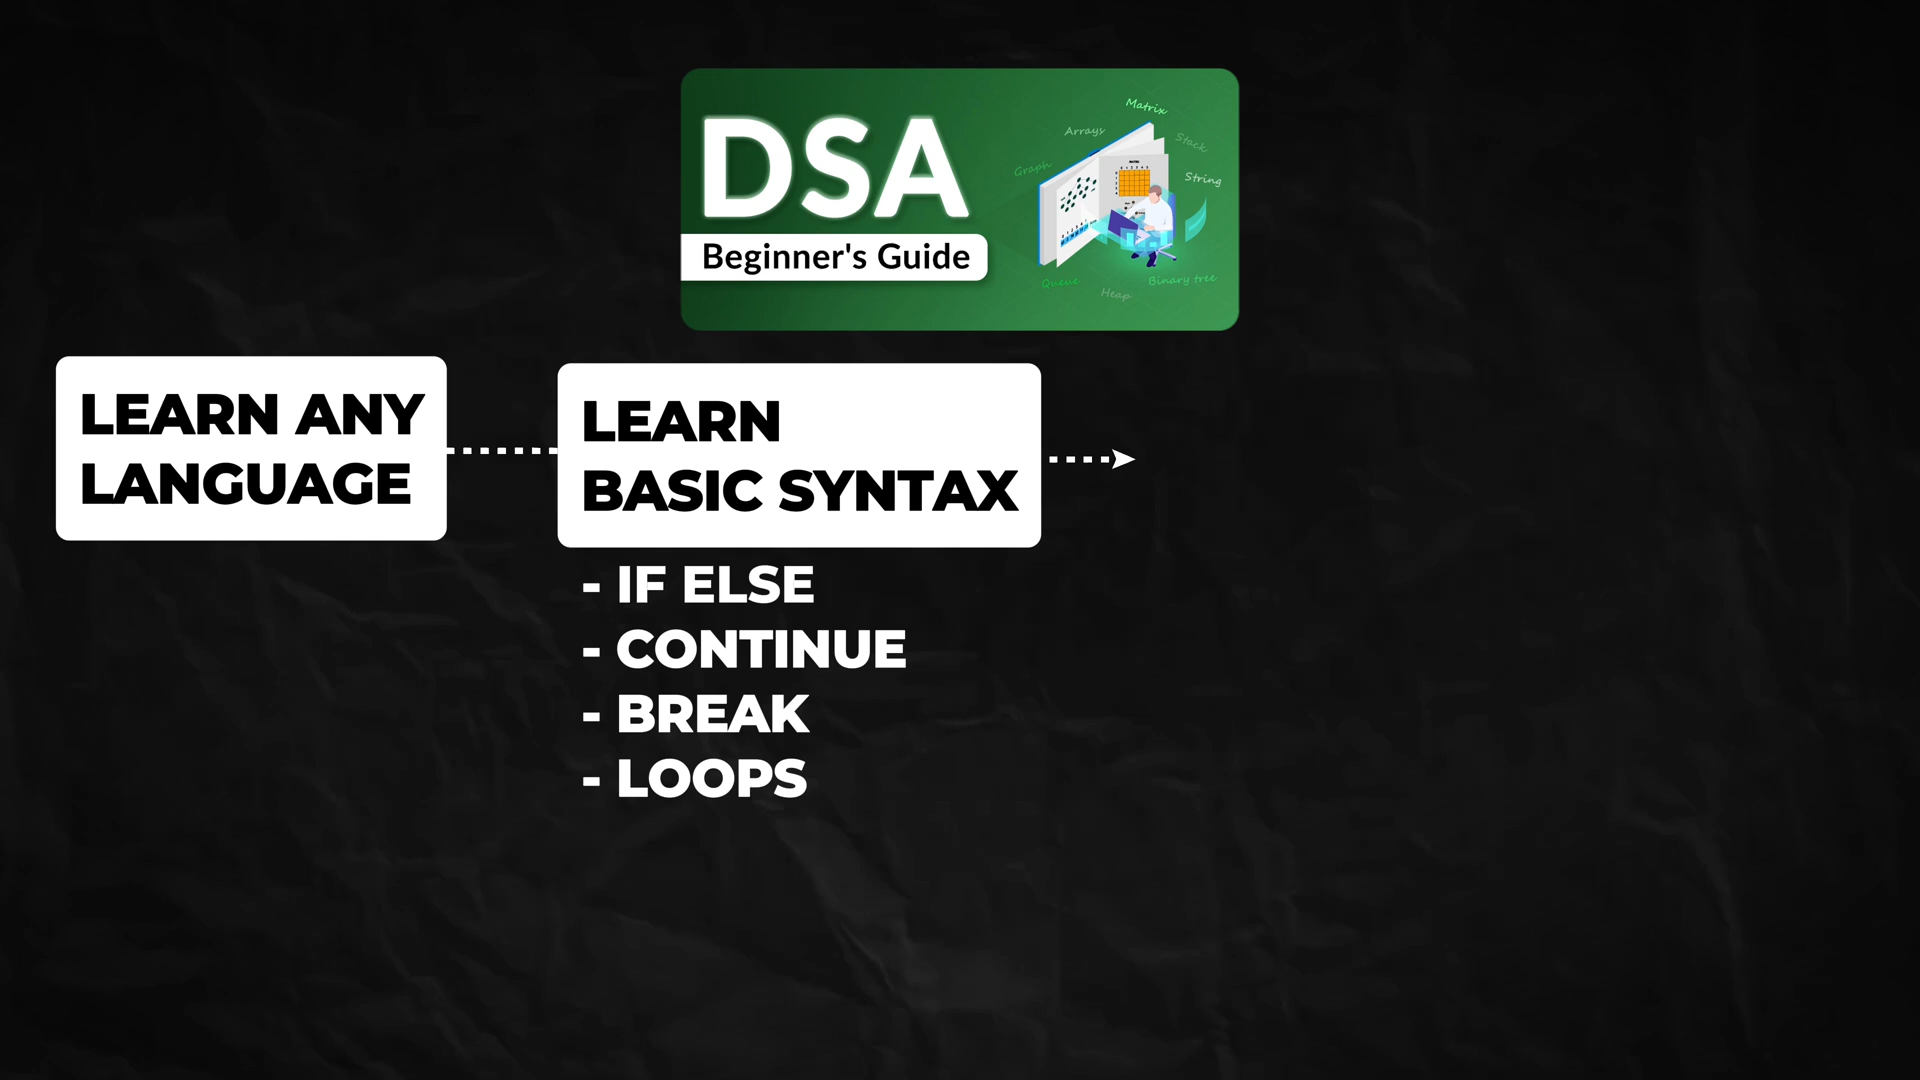 DSA
Beginner's Guide
Matrix
Arrays
Stack
Graph
String
Queue
Heap
Binary tree
LEARN ANY
LANGUAGE
LEARN
BASIC SYNTAX
- IF ELSE
- CONTINUE
- BREAK
- LOOPS